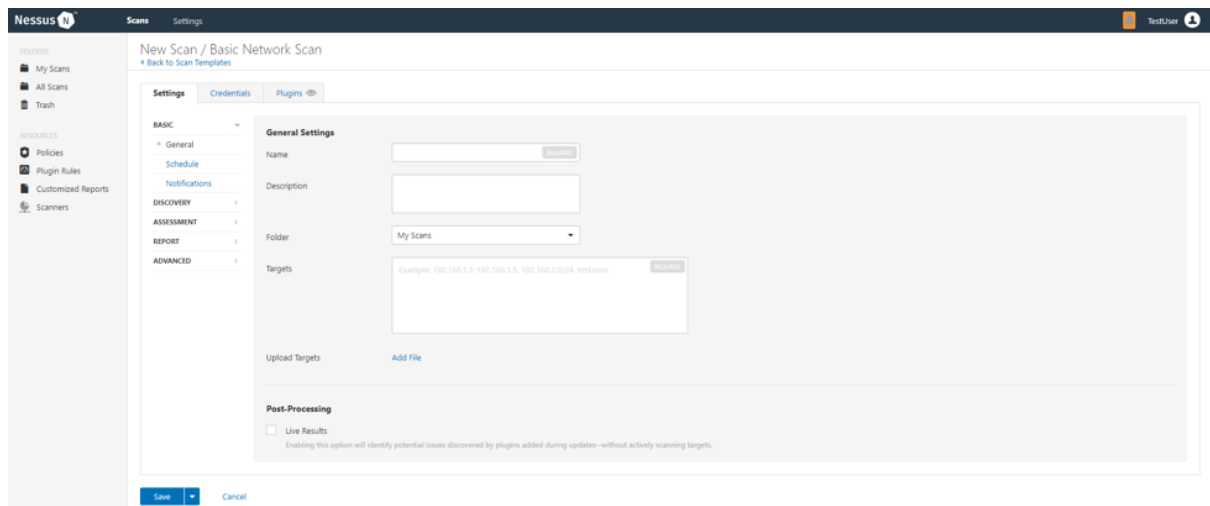 Nessus N
Scans
Settings
TestUser
FOLDERS
My Scans
All Scans
Trash
RESOURCES
Policies
Plugin Rules
Customized Reports
Scanners
New Scan / Basic Network Scan
Back to Scan Templates
Settings
Credentials
Plugins
BASIC
General
Schedule
Notifications
DISCOVERY
ASSESSMENT
REPORT
ADVANCED
General Settings
Name
REQUIRED
Description
Folder
My Scans
Targets
Example: 192.168.1.1-192.168.1.5, 192.168.2.0/24, test.com
REQUIRED
Upload Targets
Add File
Post-Processing
Live Results
Enabling this option will identify potential issues discovered by plugins added during updates--without actively scanning targets.
Save
Cancel